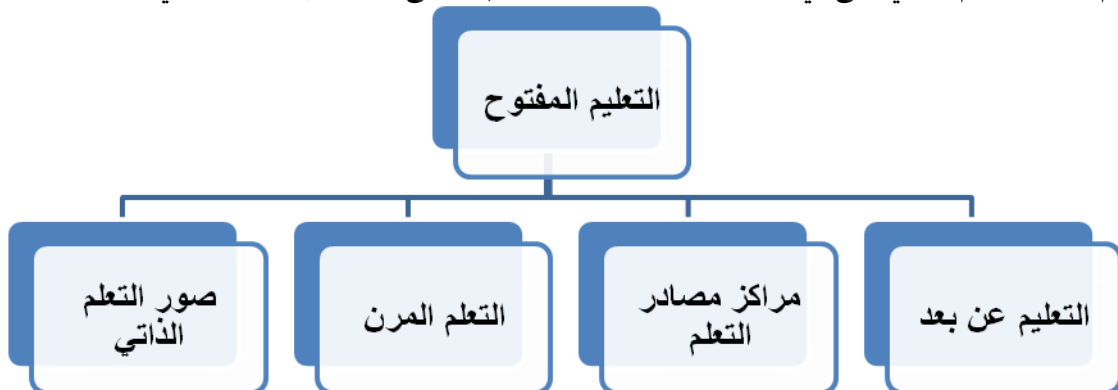 التعليم المفتوح
التعليم عن بعد
مراكز مصادر
التعلم
التعلم المرن
صور التعلم
الذاتي